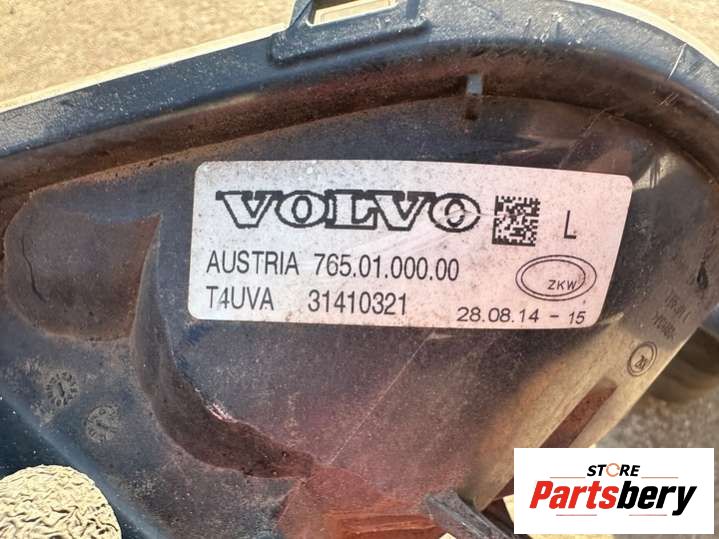 VOLVO
L
AUSTRIA 765.01.000.00
ZKW
T4UVA 31410321
28.08.14 - 15
STORE
Partsbery